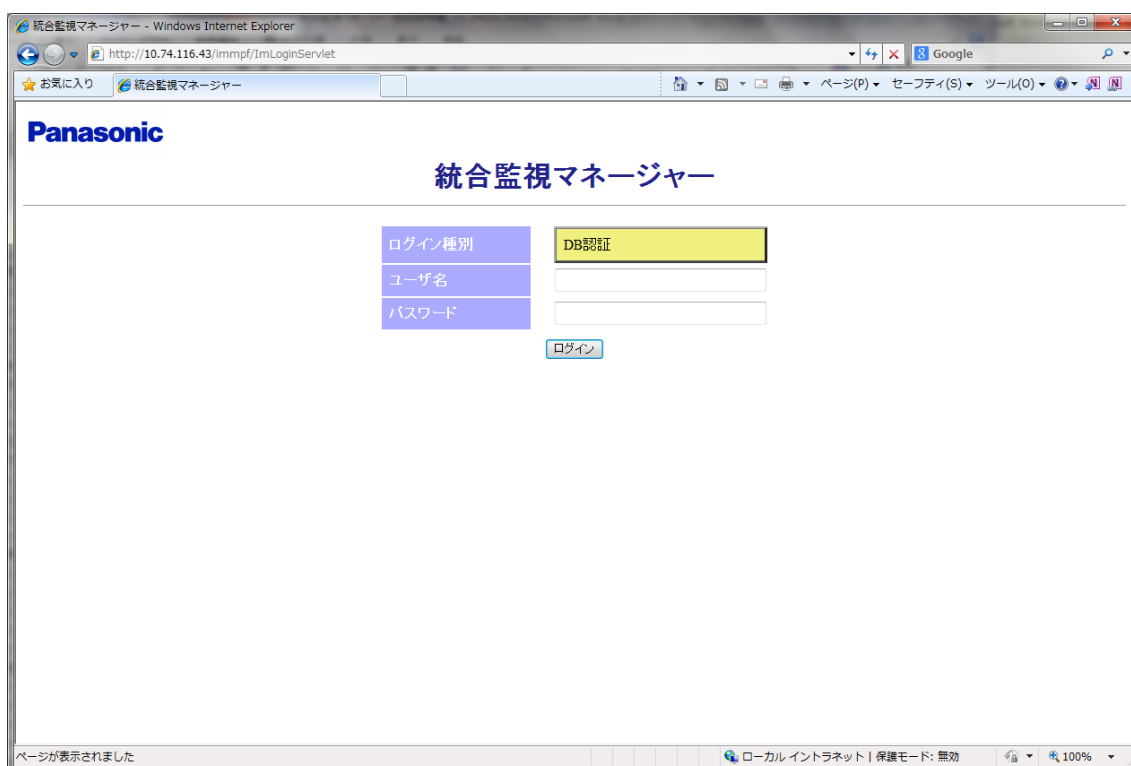 統合監視マネージャー - Windows Internet Explorer
http://10.74.116.43/immpf/ImLoginServlet
Google
お気に入り
統合監視マネージャー
ページ(P)
セーフティ(S)
ツール(O)
Panasonic
統合監視マネージャー
ログイン種別
DB認証
ユーザ名
パスワード
ログイン
ページが表示されました
ローカル イントラネット | 保護モード: 無効
100%